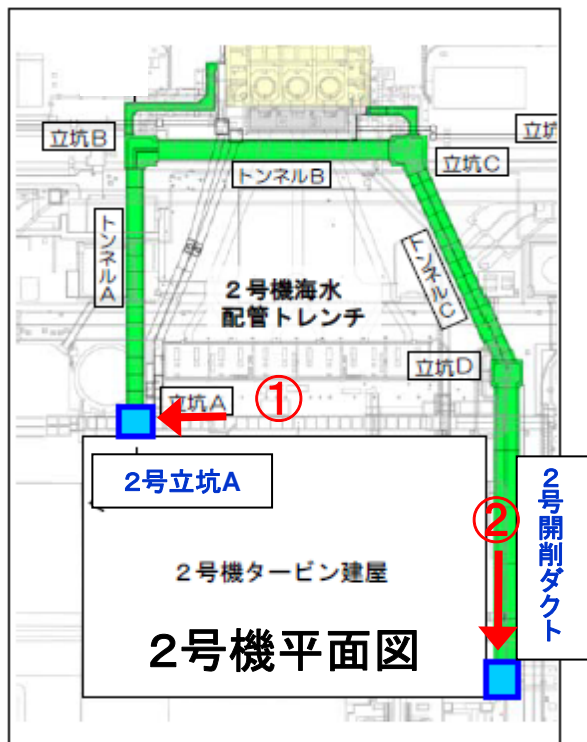 立坑B
立坑
トンネルB
立坑C
トンネルA
トンネルC
2号機海水
配管トレンチ
立坑D
立坑A
①
2号立坑A
②
2号開削ダクト
2号機タービン建屋
2号機平面図